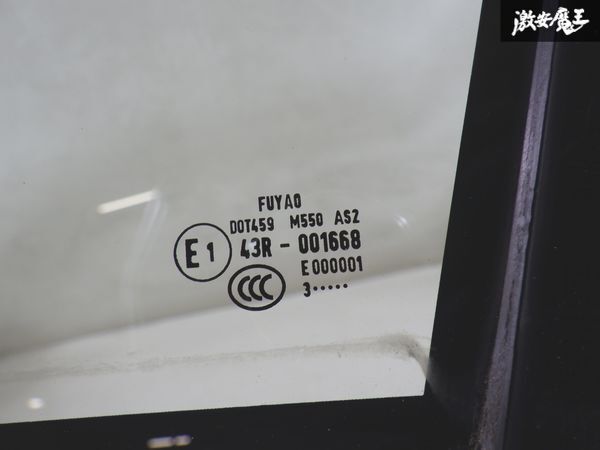 激安魔王
FUYAO
DOT459 M550 AS2
E1 43R - 001668
E000001
CCC
3•••••